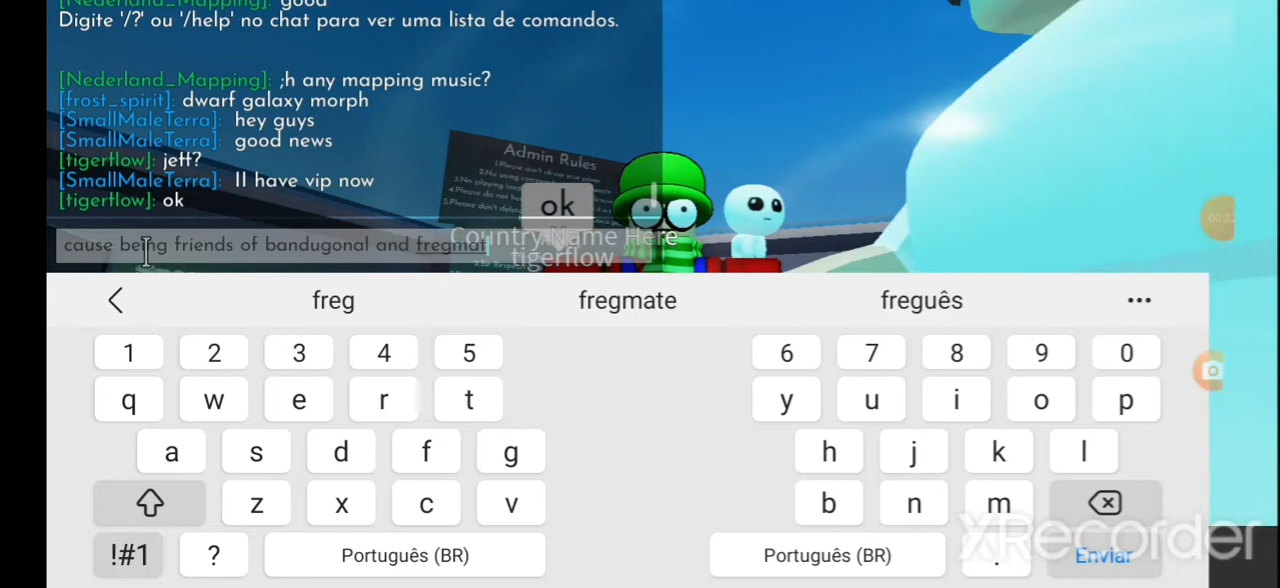 good
Digite '/?' ou '/help' no chat para ver uma lista de comandos.
[Nederland_Mapping]: ;h any mapping music?
[frost_spirit]: dwarf galaxy morph
[SmallMaleTerra]: hey guys
[SmallMaleTerra]: good news
[tigerflow]: jeff?
[SmallMaleTerra]: II have vip now
[tigerflow]: ok
Admin Rules
ok
Country Name Here
tigerflow
cause being friends of bandugonal and fregmat
freg fregmate freguês
1 2 3 4 5 6 7 8 9 0
q w e r t y u i o p
a s d f g h j k l
z x c v b n m
!#1 ? Português (BR) Português (BR) . Enviar
XRecorder